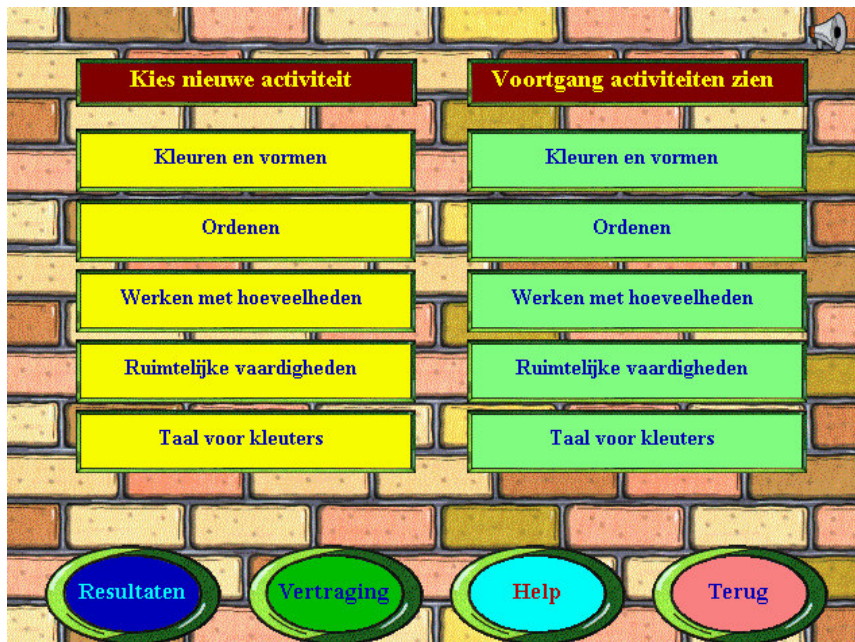 Kies nieuwe activiteit
Voortgang activiteiten zien
Kleuren en vormen
Kleuren en vormen
Ordenen
Ordenen
Werken met hoeveelheden
Werken met hoeveelheden
Ruimtelijke vaardigheden
Ruimtelijke vaardigheden
Taal voor kleuters
Taal voor kleuters
Resultaten
Vertraging
Help
Terug